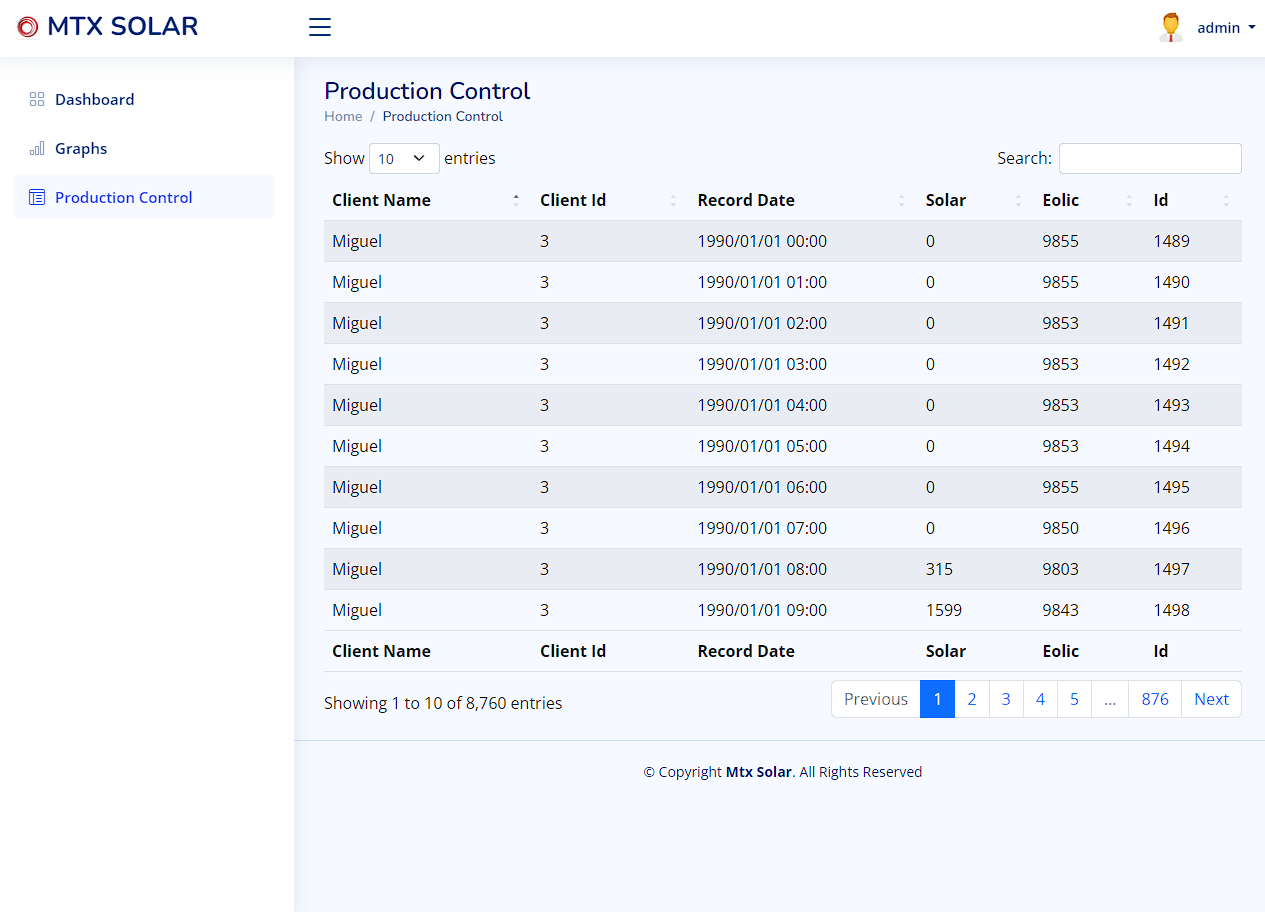 MTX SOLAR
admin
Dashboard
Graphs
Production Control
Production Control
Home / Production Control
Show 10 entries Search:
Client Name Client Id Record Date Solar Eolic Id
Miguel 3 1990/01/01 00:00 0 9855 1489
Miguel 3 1990/01/01 01:00 0 9855 1490
Miguel 3 1990/01/01 02:00 0 9853 1491
Miguel 3 1990/01/01 03:00 0 9853 1492
Miguel 3 1990/01/01 04:00 0 9853 1493
Miguel 3 1990/01/01 05:00 0 9853 1494
Miguel 3 1990/01/01 06:00 0 9855 1495
Miguel 3 1990/01/01 07:00 0 9850 1496
Miguel 3 1990/01/01 08:00 315 9803 1497
Miguel 3 1990/01/01 09:00 1599 9843 1498
Client Name Client Id Record Date Solar Eolic Id
Showing 1 to 10 of 8,760 entries Previous 1 2 3 4 5 ... 876 Next
© Copyright Mtx Solar. All Rights Reserved